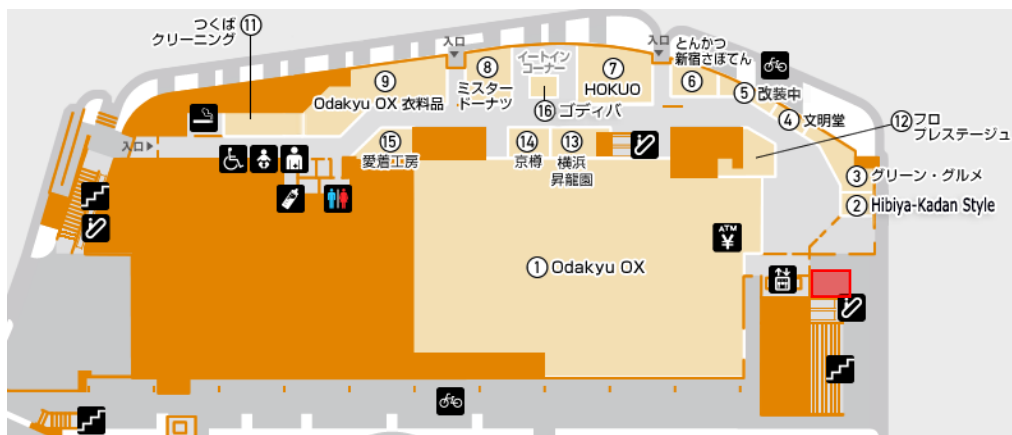 つくば
クリーニング
⑪
入口
⑨
Odakyu OX 衣料品
⑧
ミスター
ドーナツ
イートイン
コーナー
⑯ ゴディバ
⑦
HOKUO
入口
とんかつ
新宿さぼてん
⑥
⑤ 改装中
④ 文明堂
⑫ フロ
プレステージュ
③ グリーン・グルメ
② Hibiya-Kadan Style
入口
⑮
愛着工房
⑭
京樽
⑬
横浜
昇龍園
ATM
¥
① Odakyu OX